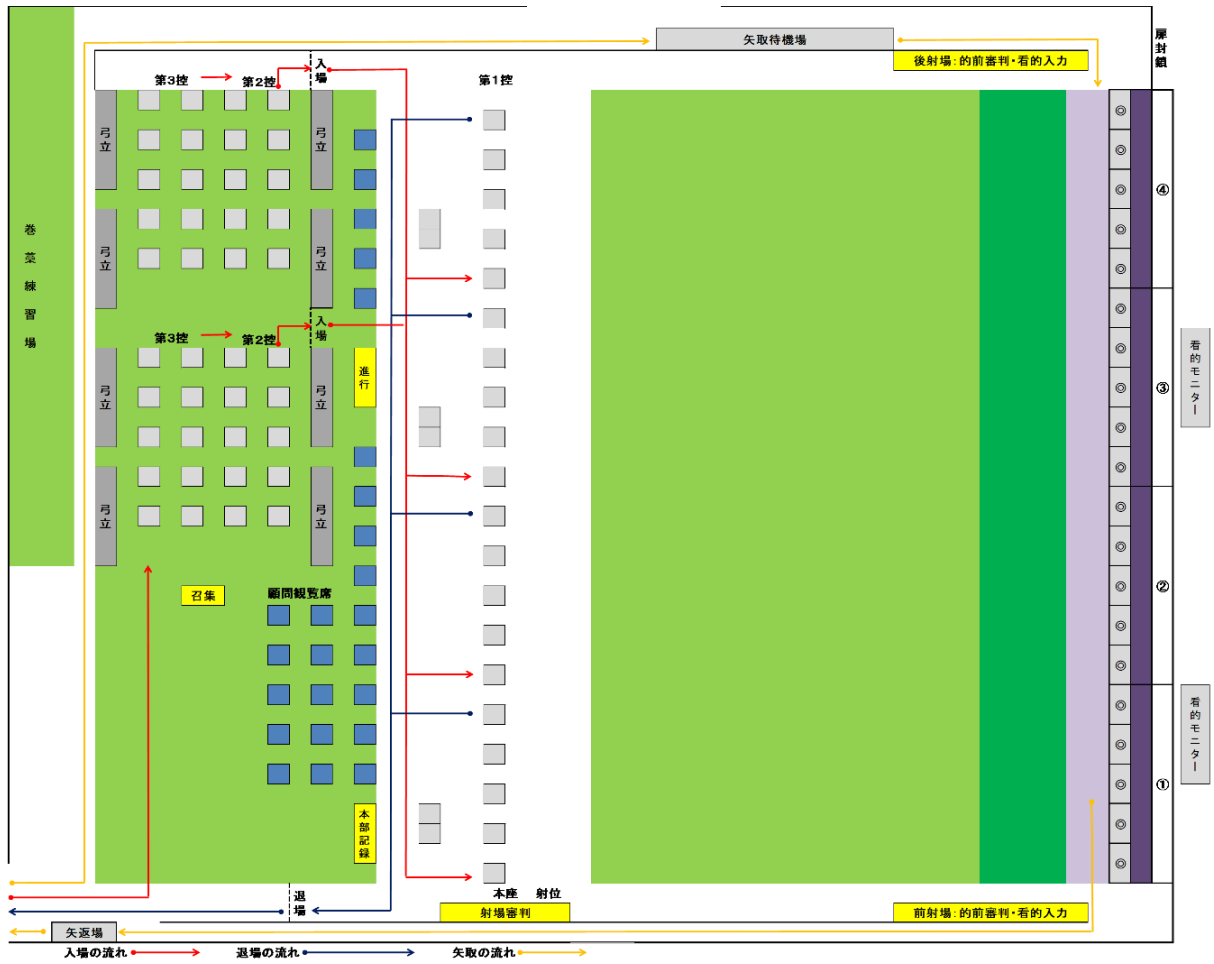 矢取待機場
扉封鎖
後射場：的前審判・看的入力
入場
第3控
第2控
第1控
弓立
弓立
④
巻藁練習場
弓立
弓立
入場
第3控
第2控
看的モニター
進行
弓立
弓立
③
弓立
弓立
②
召集
顧問観覧席
看的モニター
①
本部記録
退場
本座 射位
射場審判
前射場：的前審判・看的入力
矢返場
入場の流れ
退場の流れ
矢取の流れ